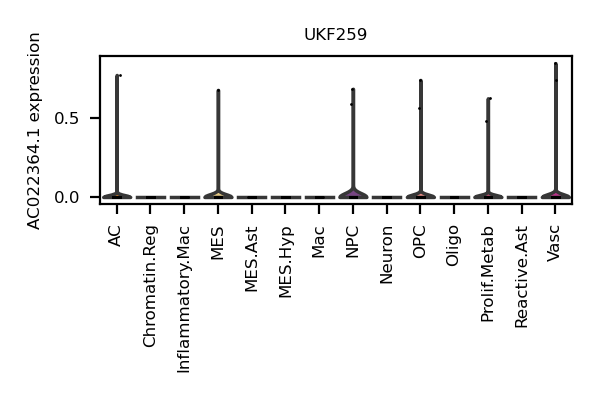 UKF259
AC022364.1 expression
0.5
0.0
AC
Chromatin.Reg
Inflammatory.Mac
MES
MES.Ast
MES.Hyp
Mac
NPC
Neuron
OPC
Oligo
Prolif.Metab
Reactive.Ast
Vasc